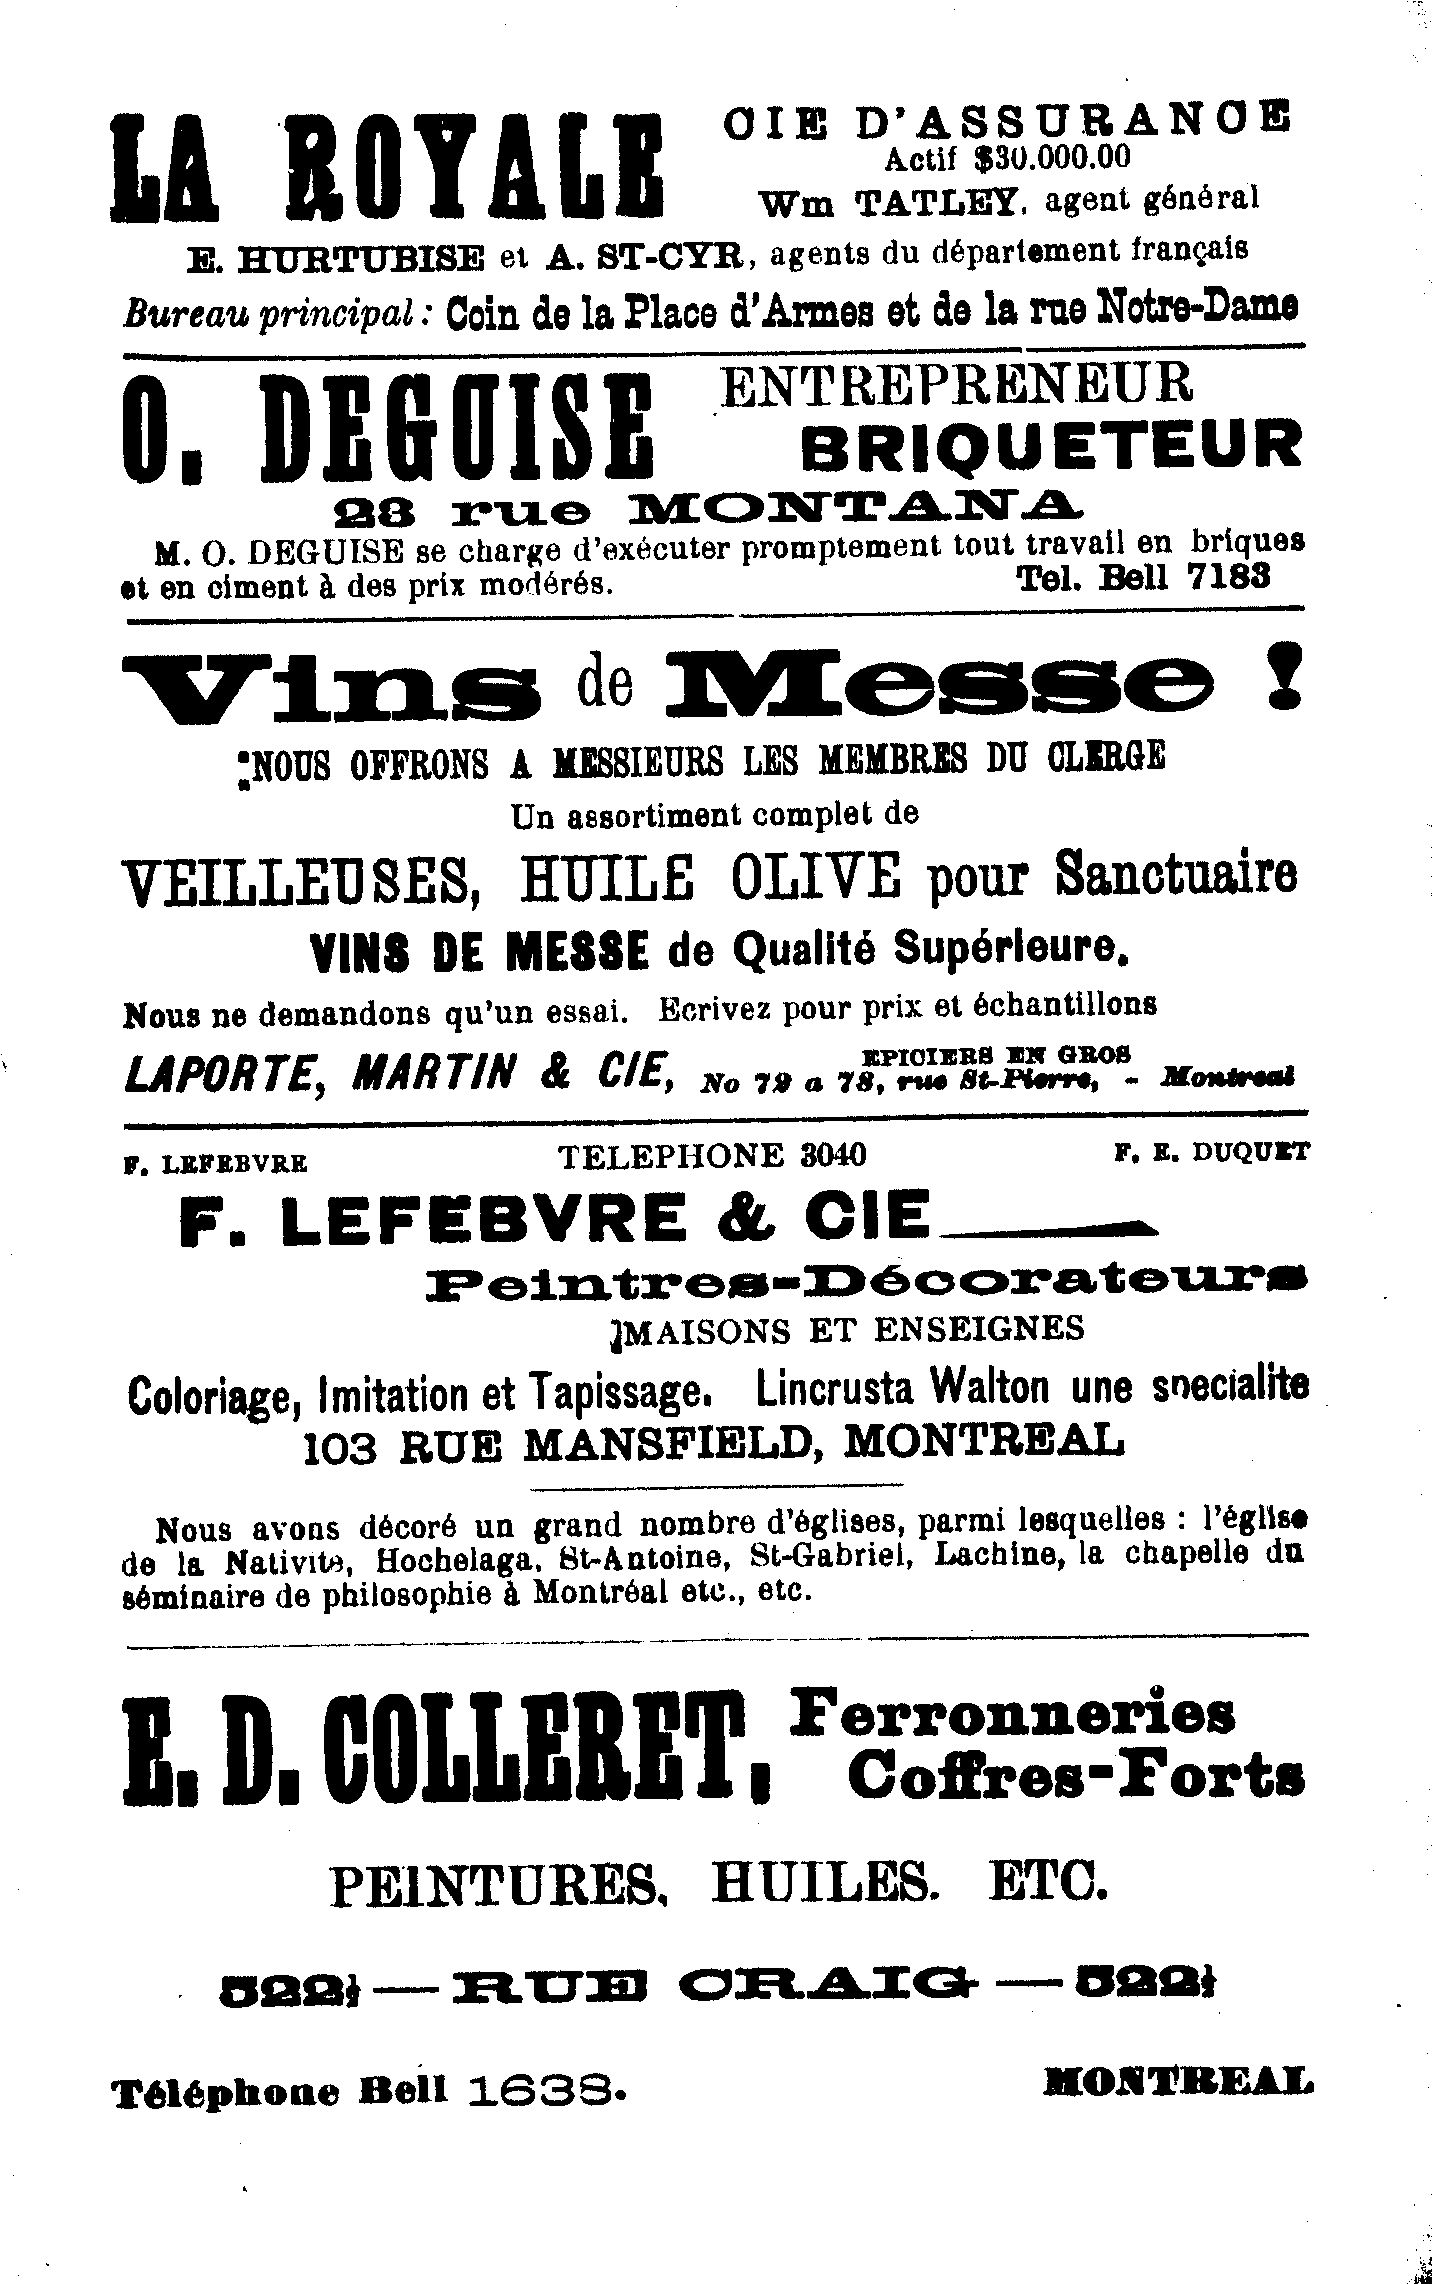 LA ROYALE CIE D'ASSURANCE
Actif $30.000.00
Wm TATLEY, agent général
E. HURTUBISE et A. ST-CYR, agents du département français
Bureau principal : Coin de la Place d'Armes et de la rue Notre-Dame
O. DEGUISE ENTREPRENEUR
BRIQUETEUR
28 rue MONTANA
M. O. DEGUISE se charge d'exécuter promptement tout travail en briques
et en ciment à des prix modérés. Tel. Bell 7183
Vins de Messe !
NOUS OFFRONS A MESSIEURS LES MEMBRES DU CLERGE
Un assortiment complet de
VEILLEUSES, HUILE OLIVE pour Sanctuaire
VINS DE MESSE de Qualité Supérieure.
Nous ne demandons qu'un essai. Ecrivez pour prix et échantillons
LAPORTE, MARTIN & CIE, EPICIERS EN GROS
No 72 a 78, rue St-Pierre, - Montreal
F. LEFEBVRE TELEPHONE 3040 F. E. DUQUET
F. LEFEBVRE & CIE
Peintres-Décorateurs
MAISONS ET ENSEIGNES
Coloriage, Imitation et Tapissage. Lincrusta Walton une specialite
103 RUE MANSFIELD, MONTREAL
Nous avons décoré un grand nombre d'églises, parmi lesquelles : l'église
de la Nativite, Hochelaga, St-Antoine, St-Gabriel, Lachine, la chapelle du
séminaire de philosophie à Montréal etc., etc.
E. D. COLLERET, Ferronneries
Coffres-Forts
PEINTURES, HUILES. ETC.
522½ — RUE CRAIG — 522½
Téléphone Bell 1638. MONTREAL